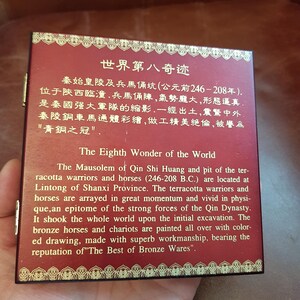 世界第八奇迹
秦始皇陵及兵馬俑坑(公元前246-208年),
位于陝西臨潼,兵馬俑陣,氣勢龐大,形態逼真,
是秦國强大軍隊的縮影.一經出土,震驚中外
秦陵銅車馬通體彩繪,做工精美絕倫,被譽爲
"青銅之冠".
The Eighth Wonder of the World
The Mausolem of Qin Shi Huang and pit of the ter-
racotta warriors and horses (246-208 B.C.) are located at
Lintong of Shanxi Province. The terracotta warriors and
horses are arrayed in great momentum and vivid in physi-
que,an epitome of the strong forces of the Qin Dynasty.
It shook the whole world upon the initial excavation. The
bronze horses and chariots are painted all over with color-
ed drawing, made with superb workmanship, bearing the
reputation of"The Best of Bronze Wares".